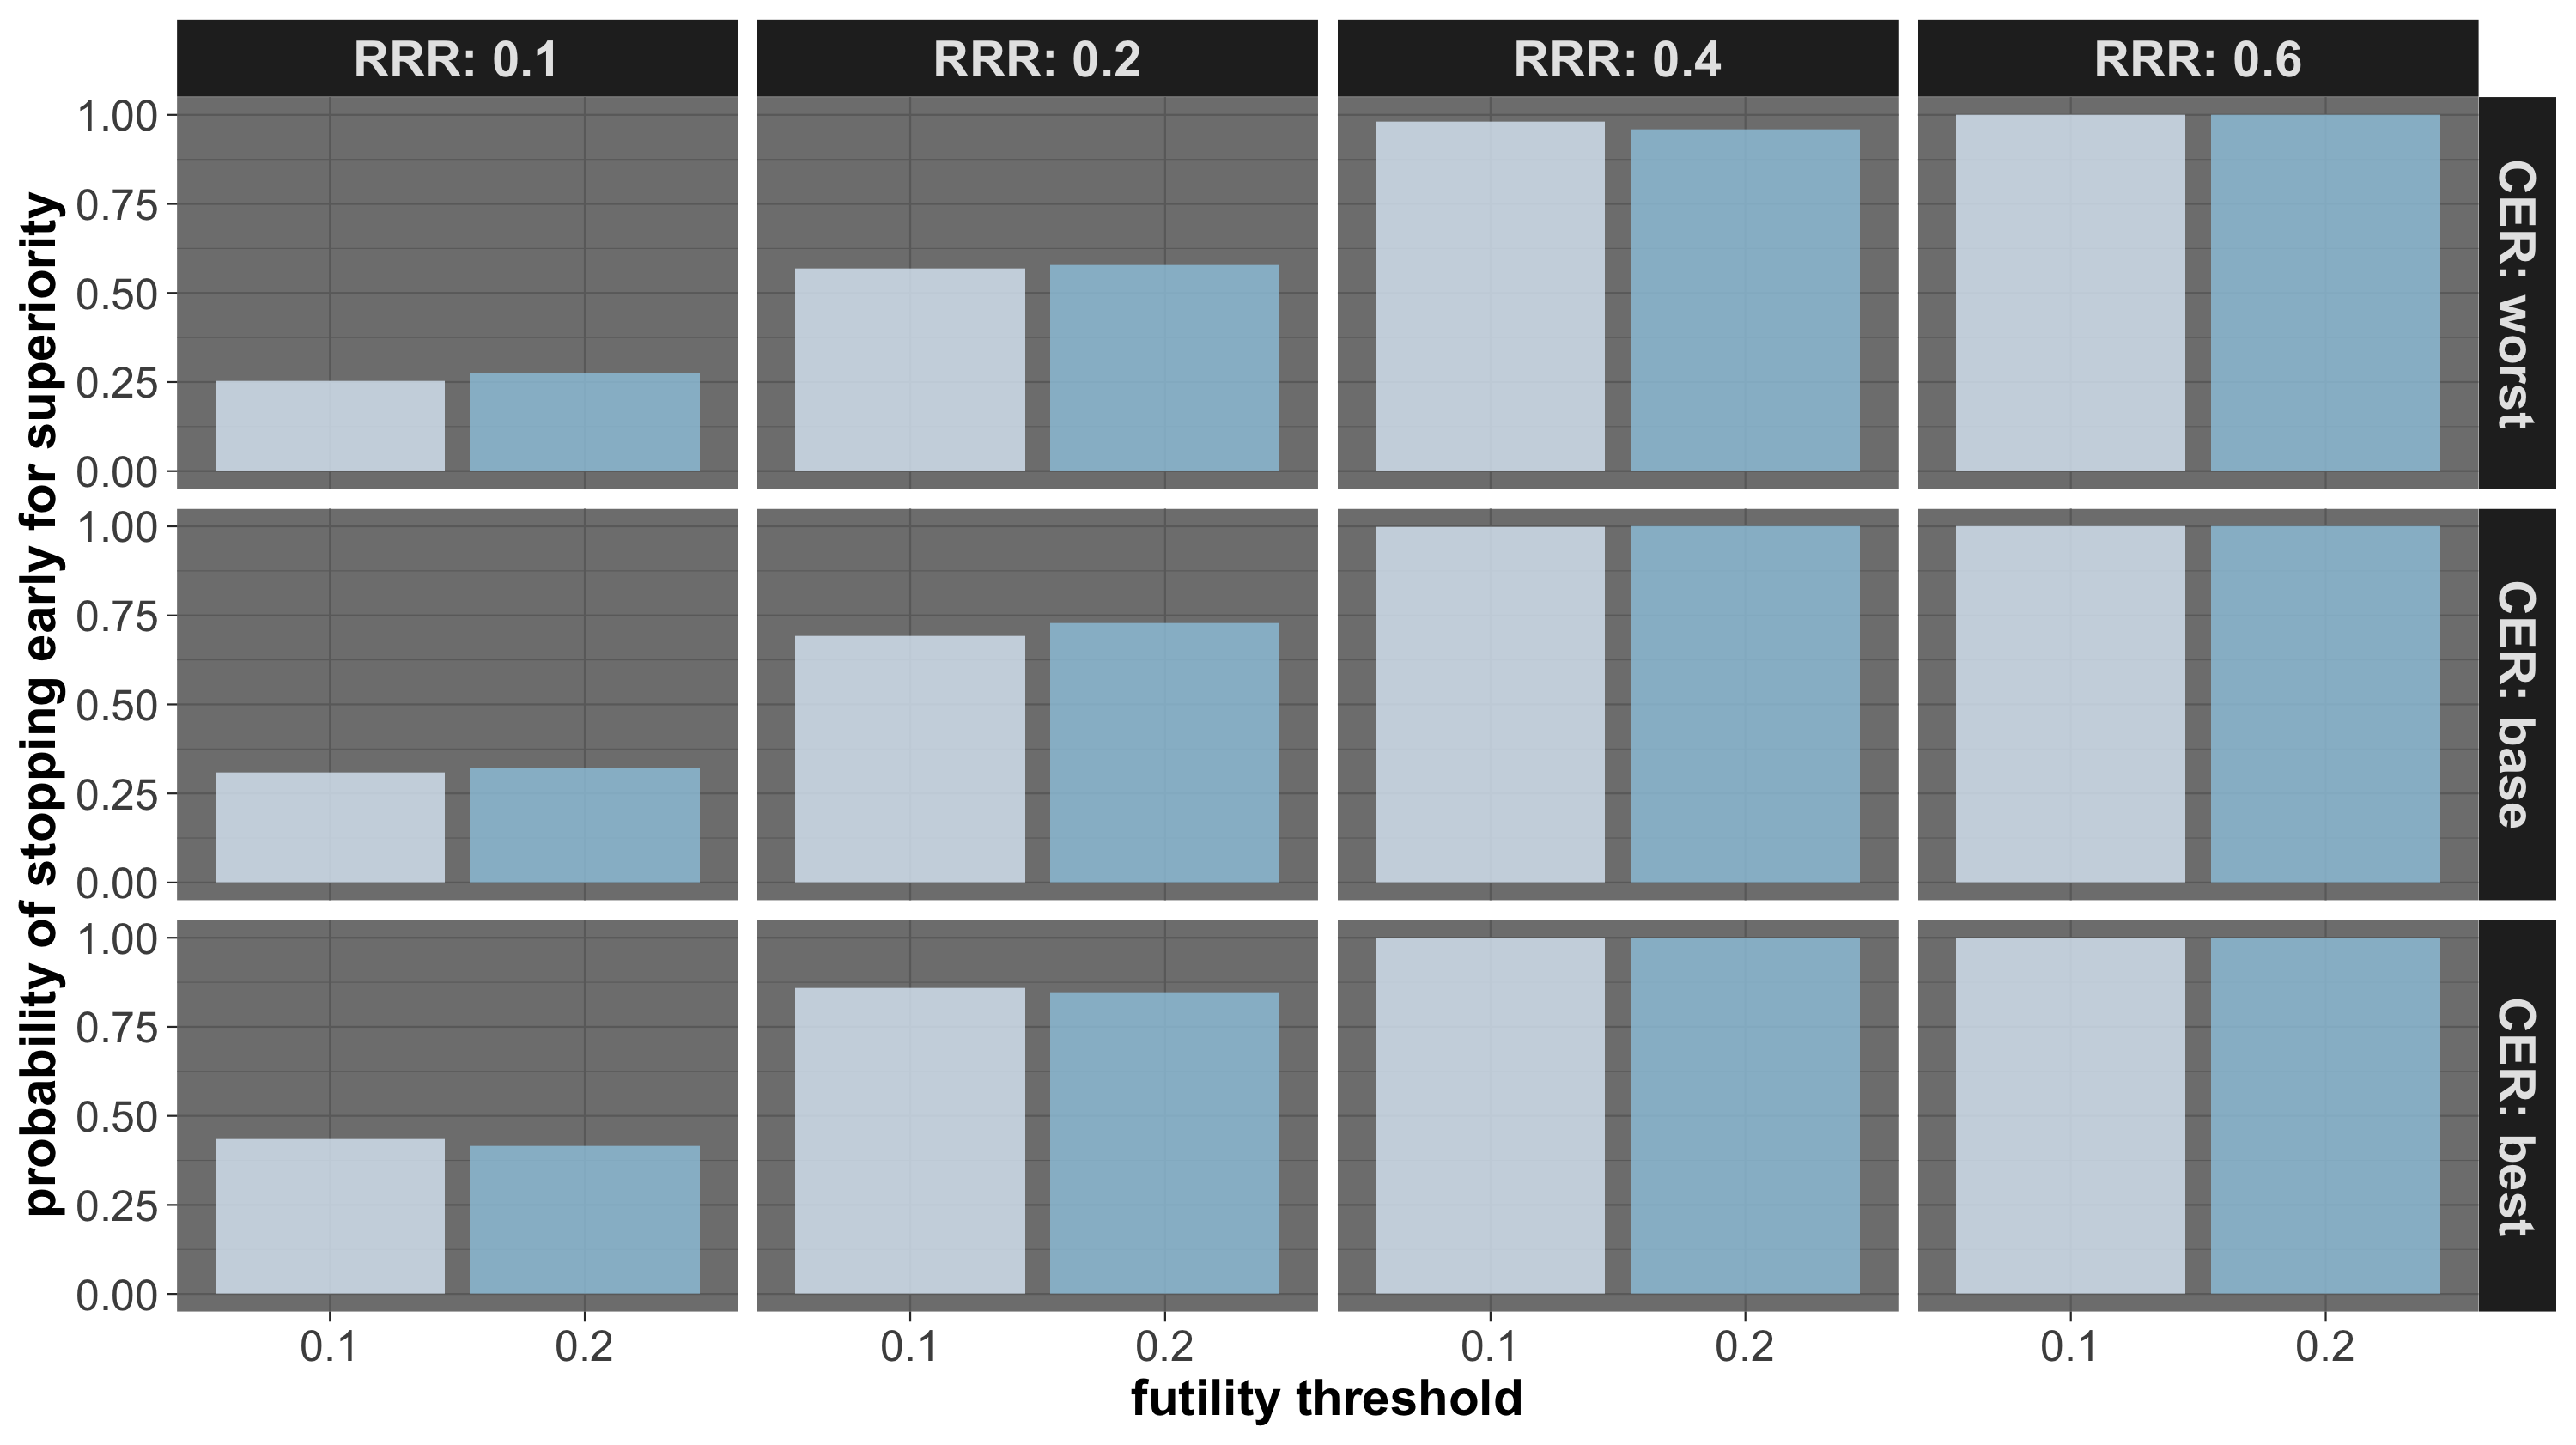 RRR: 0.1
RRR: 0.2
RRR: 0.4
RRR: 0.6
probability of stopping early for superiority
1.00
0.75
0.50
0.25
0.00
CER: worst
1.00
0.75
0.50
0.25
0.00
CER: base
1.00
0.75
0.50
0.25
0.00
CER: best
0.1
0.2
0.1
0.2
0.1
0.2
0.1
0.2
futility threshold